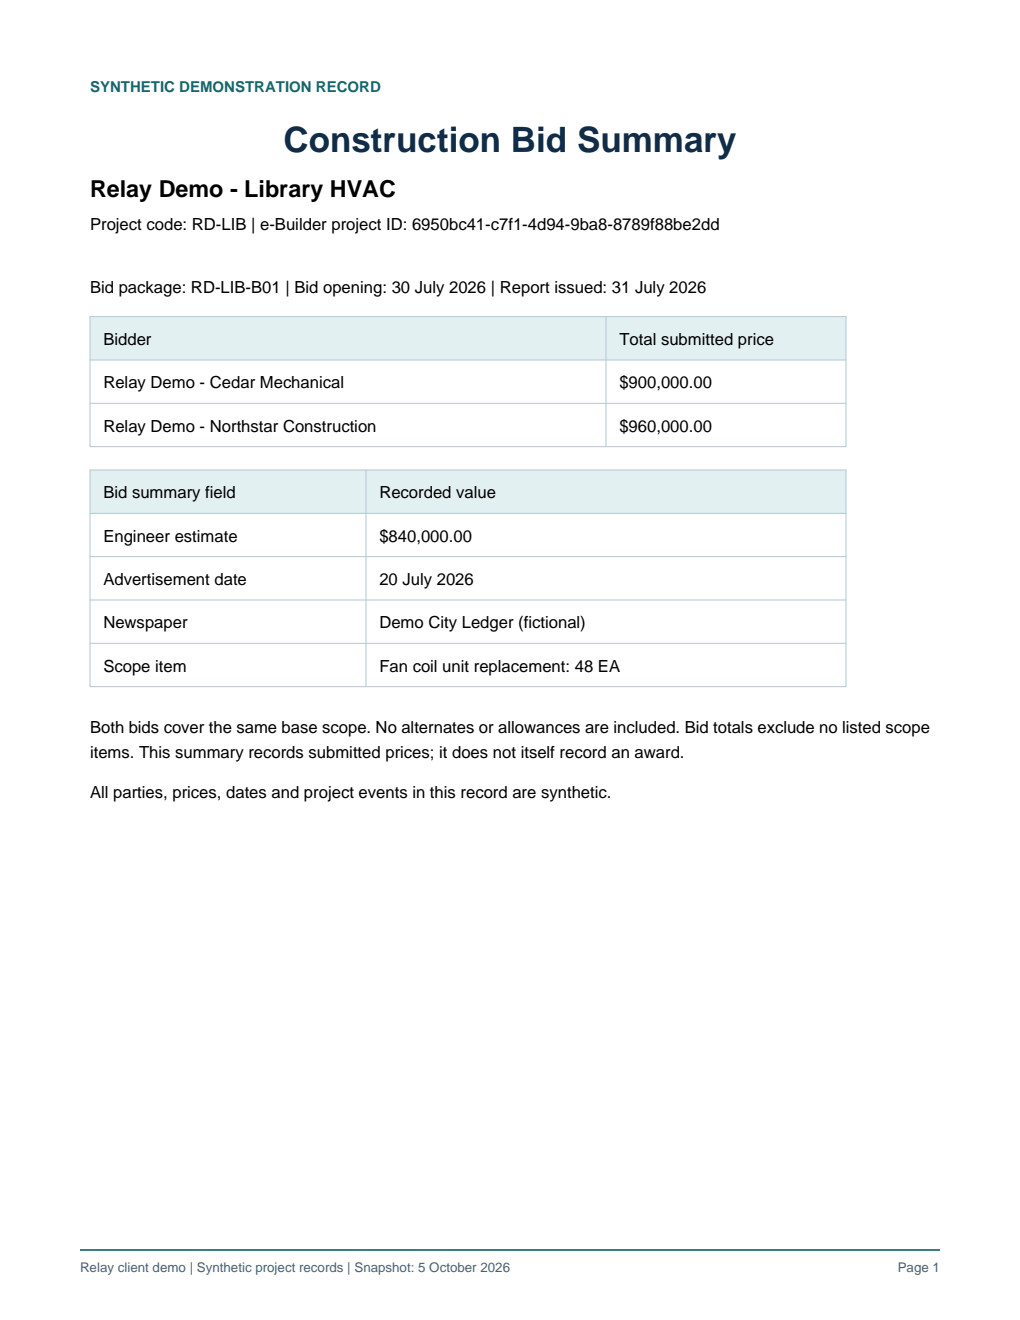 SYNTHETIC DEMONSTRATION RECORD
Construction Bid Summary
Relay Demo - Library HVAC
Project code: RD-LIB | e-Builder project ID: 6950bc41-c7f1-4d94-9ba8-8789f88be2dd
Bid package: RD-LIB-B01 | Bid opening: 30 July 2026 | Report issued: 31 July 2026
Bidder Total submitted price
Relay Demo - Cedar Mechanical $900,000.00
Relay Demo - Northstar Construction $960,000.00
Bid summary field Recorded value
Engineer estimate $840,000.00
Advertisement date 20 July 2026
Newspaper Demo City Ledger (fictional)
Scope item Fan coil unit replacement: 48 EA
Both bids cover the same base scope. No alternates or allowances are included. Bid totals exclude no listed scope
items. This summary records submitted prices; it does not itself record an award.
All parties, prices, dates and project events in this record are synthetic.
Relay client demo | Synthetic project records | Snapshot: 5 October 2026 Page 1